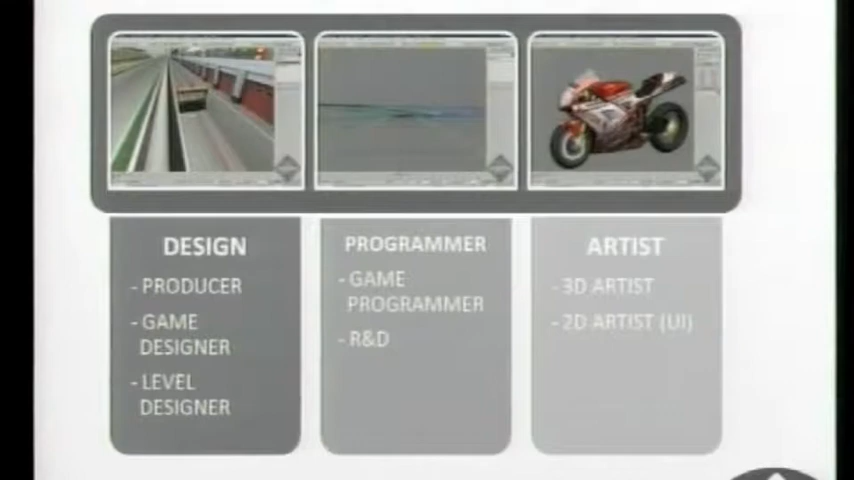 DESIGN
- PRODUCER
- GAME
DESIGNER
- LEVEL
DESIGNER
PROGRAMMER
- GAME
PROGRAMMER
- R&D
ARTIST
- 3D ARTIST
- 2D ARTIST (UI)